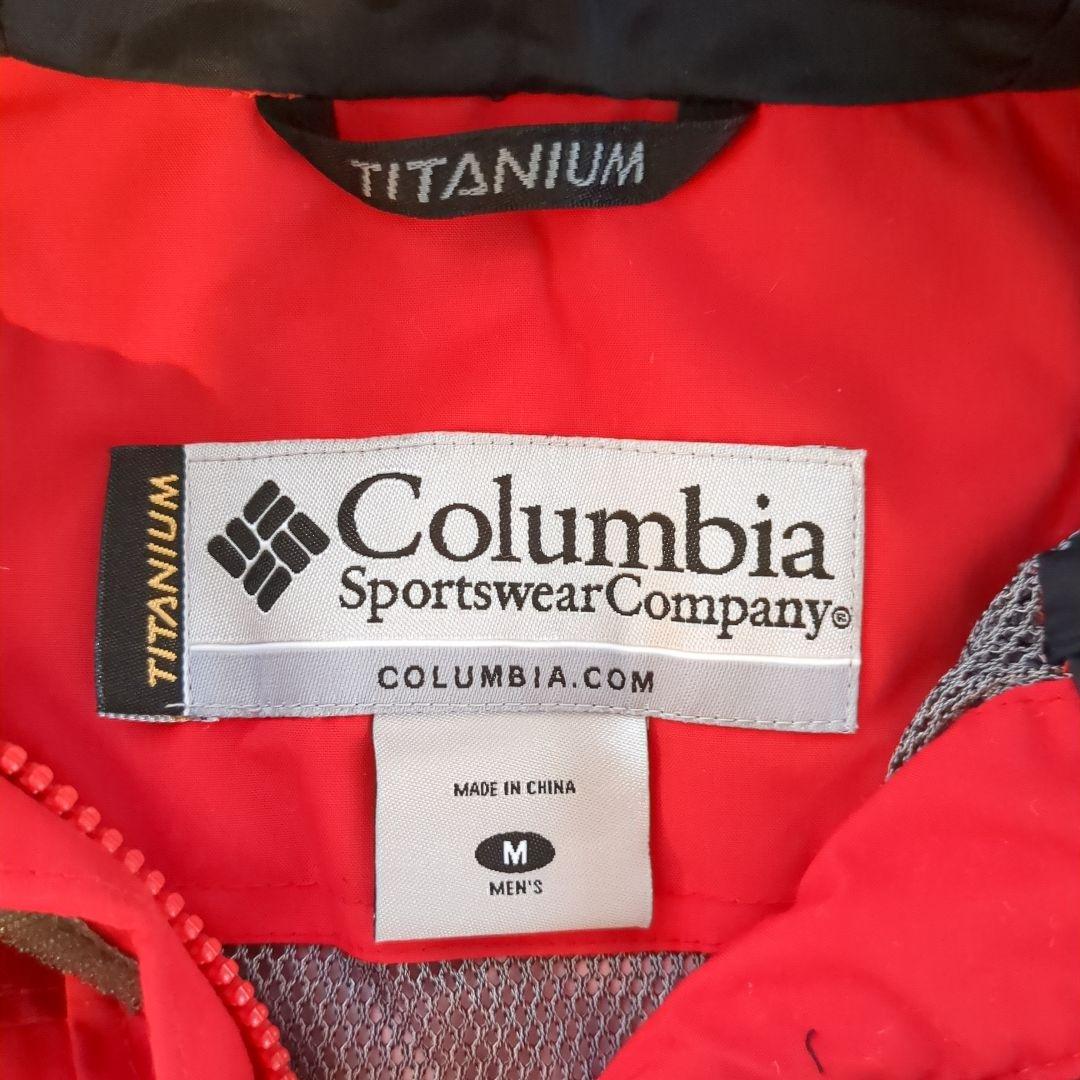 TITANIUM
TITANIUM
Columbia
Sportswear Company®
COLUMBIA.COM
MADE IN CHINA
M
MEN'S